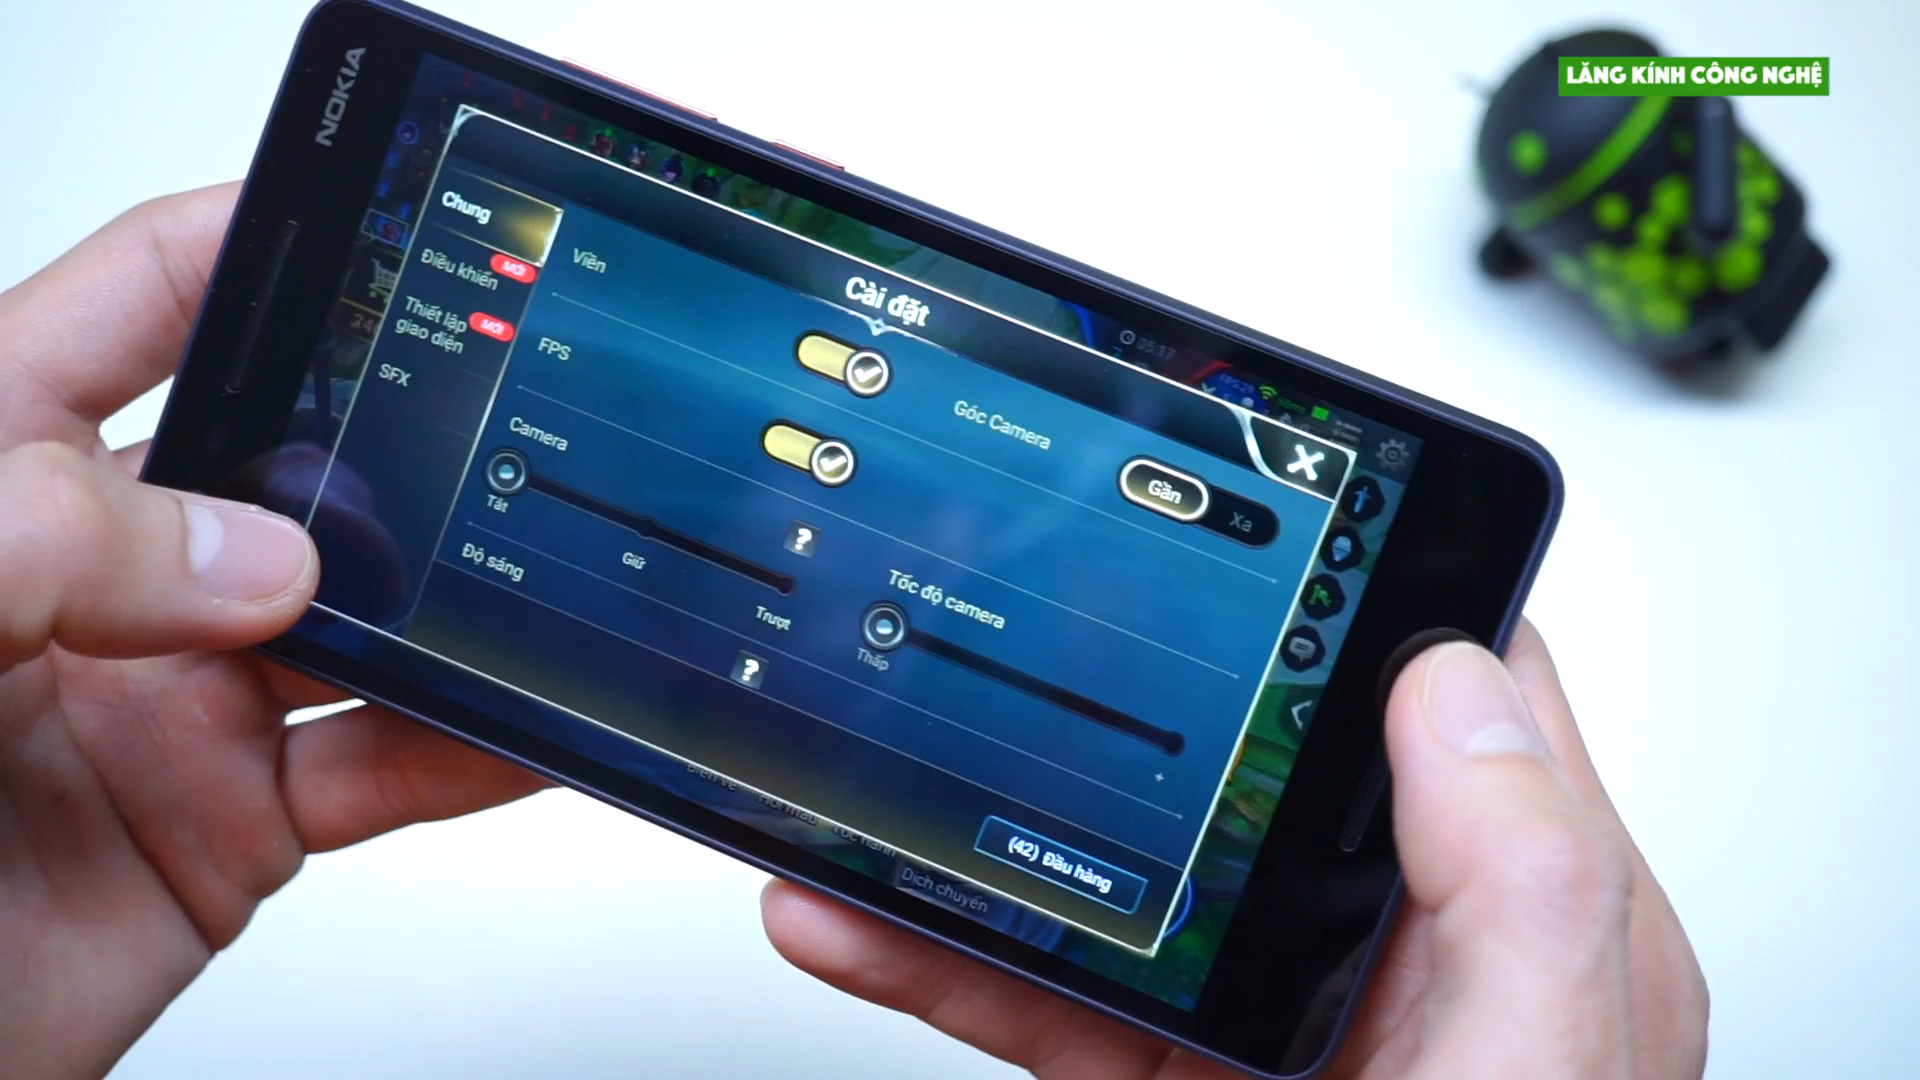 LĂNG KÍNH CÔNG NGHỆ
NOKIA
Cài đặt
Chung
Điều khiển
MỚI
Thiết lập
giao diện
MỚI
SFX
Viền
FPS
Góc Camera
Gần
Xa
Camera
Tắt
Giữ
Trượt
?
Tốc độ camera
Thấp
Độ sáng
?
(42) Đầu hàng
05:17
Dịch chuyển